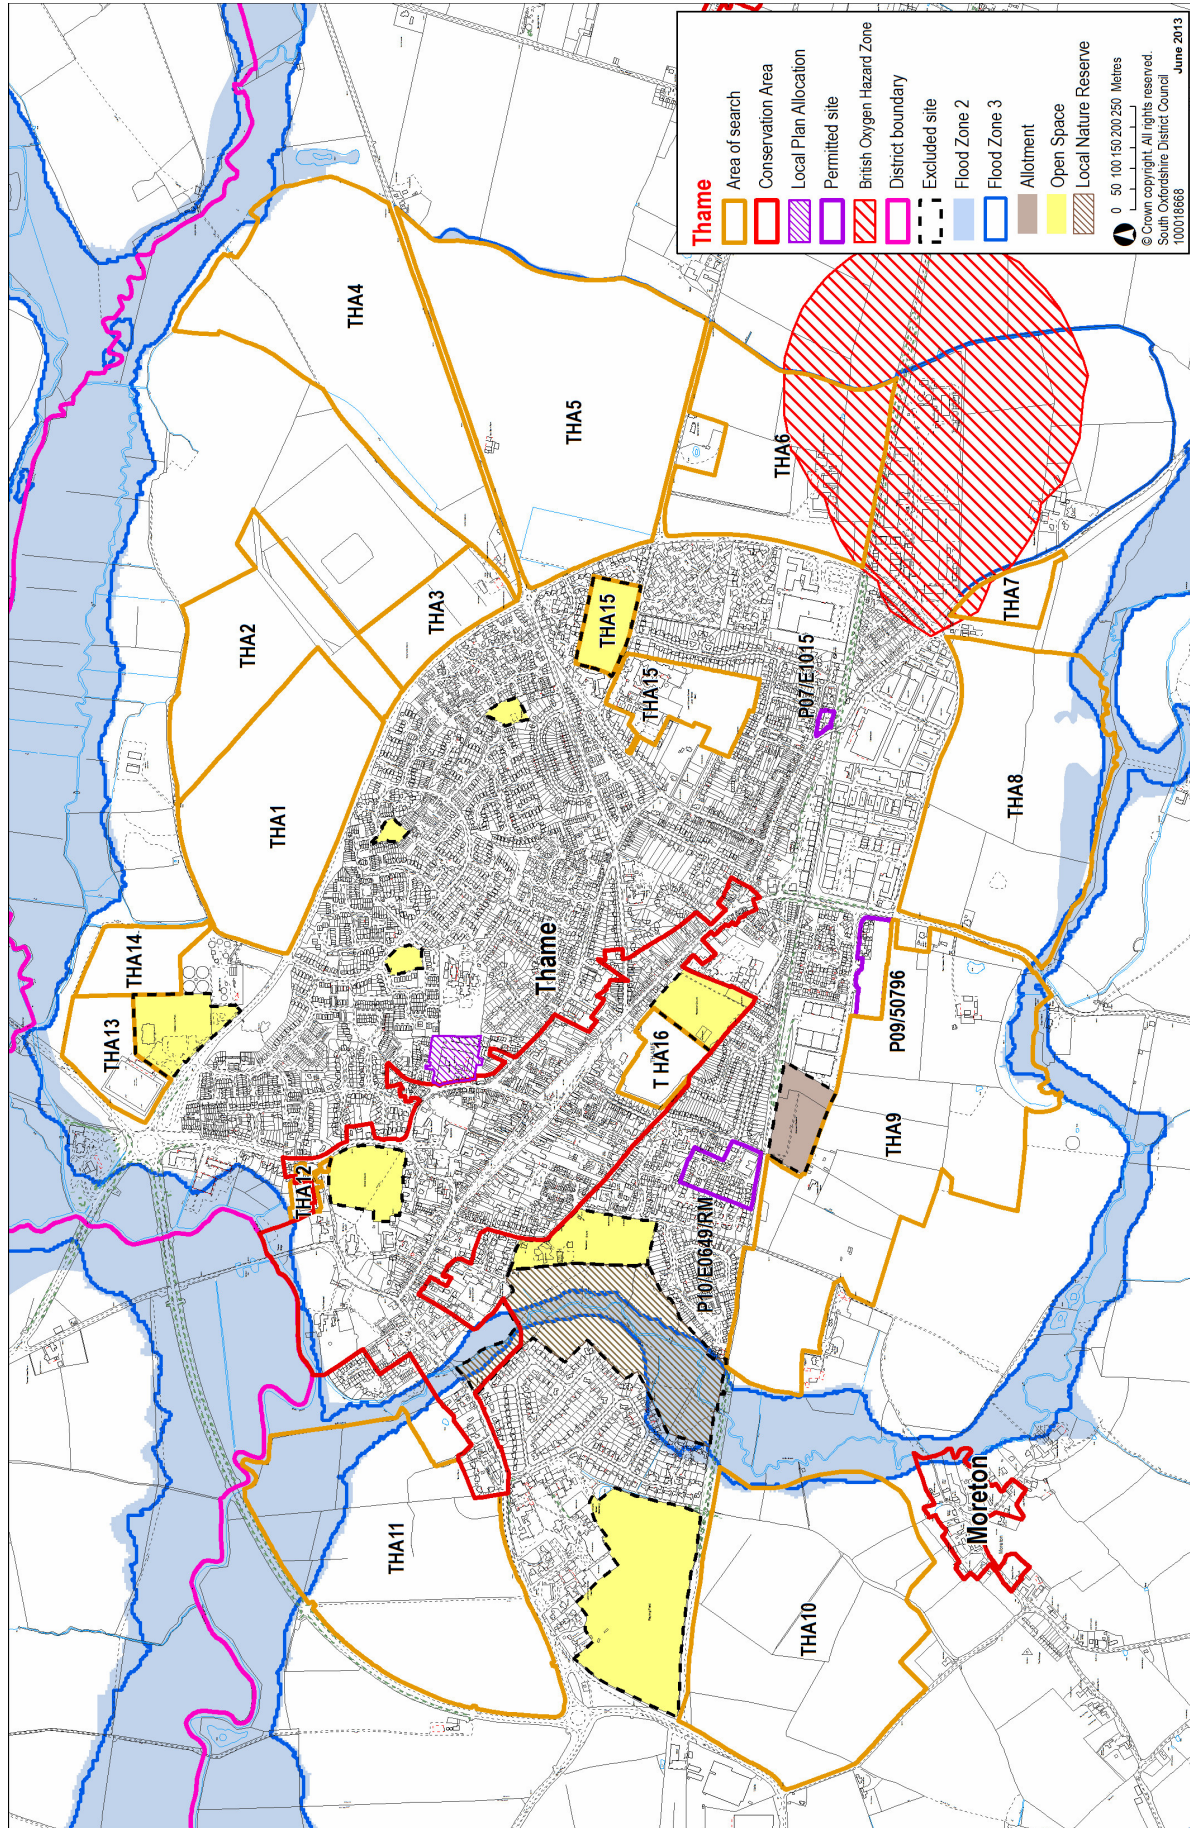 Thame
Area of search
Conservation Area
Local Plan Allocation
Permitted site
British Oxygen Hazard Zone
District boundary
Excluded site
Flood Zone 2
Flood Zone 3
Allotment
Open Space
Local Nature Reserve
0 50 100 150 200 250 Metres
© Crown copyright. All rights reserved.
South Oxfordshire District Council
100018668
June 2013
THA11
THA12
THA13
THA14
THA1
THA2
THA3
THA4
THA5
THA15
THA15
THA6
THA7
P07/E1015
THA8
Thame
T HA16
P09/50796
THA9
P10/E0649/RM
THA10
Moreton